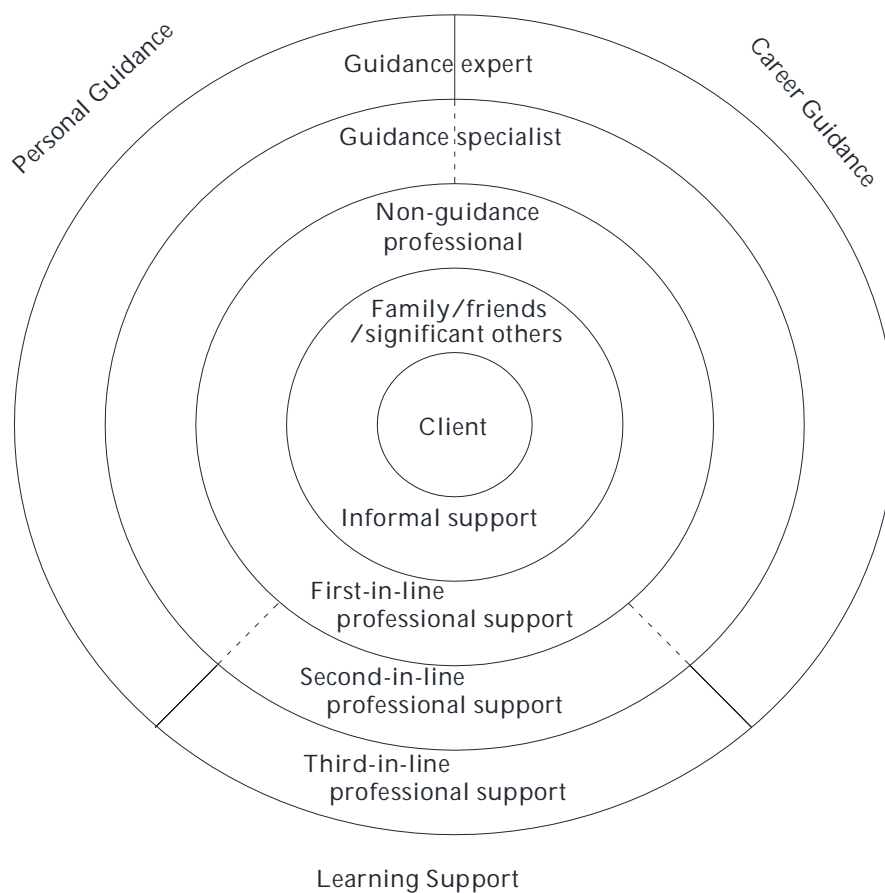 Personal Guidance
Career Guidance
Guidance expert
Guidance specialist
Non-guidance
professional
Family/friends
/significant others
Client
Informal support
First-in-line
professional support
Second-in-line
professional support
Third-in-line
professional support
Learning Support